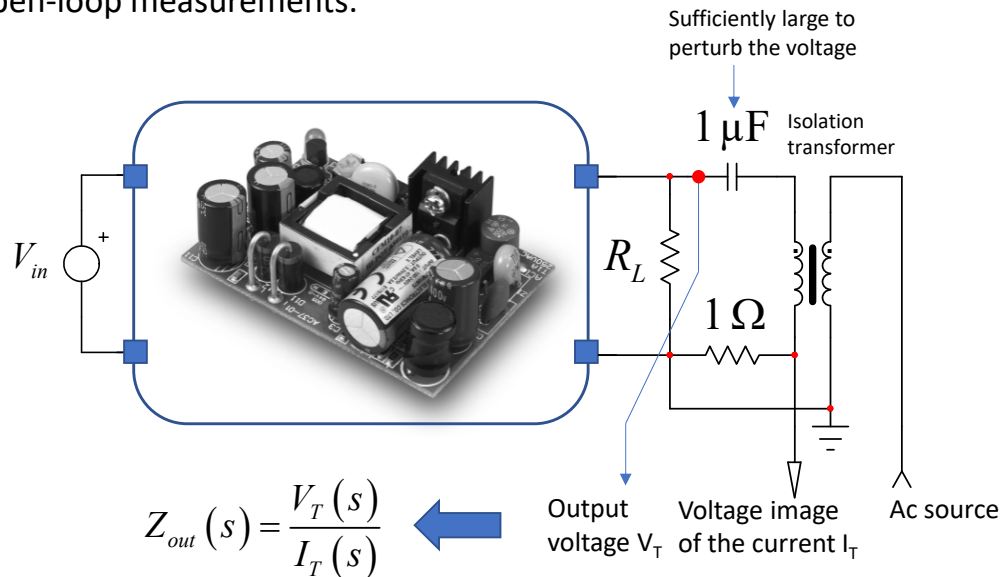 pen-loop measurements.
Sufficiently large to
perturb the voltage
1 μF
Isolation
transformer
V_in
+
R_L
1 Ω
Z_out(s) = V_T(s) / I_T(s)
Output
voltage V_T
Voltage image
of the current I_T
Ac source